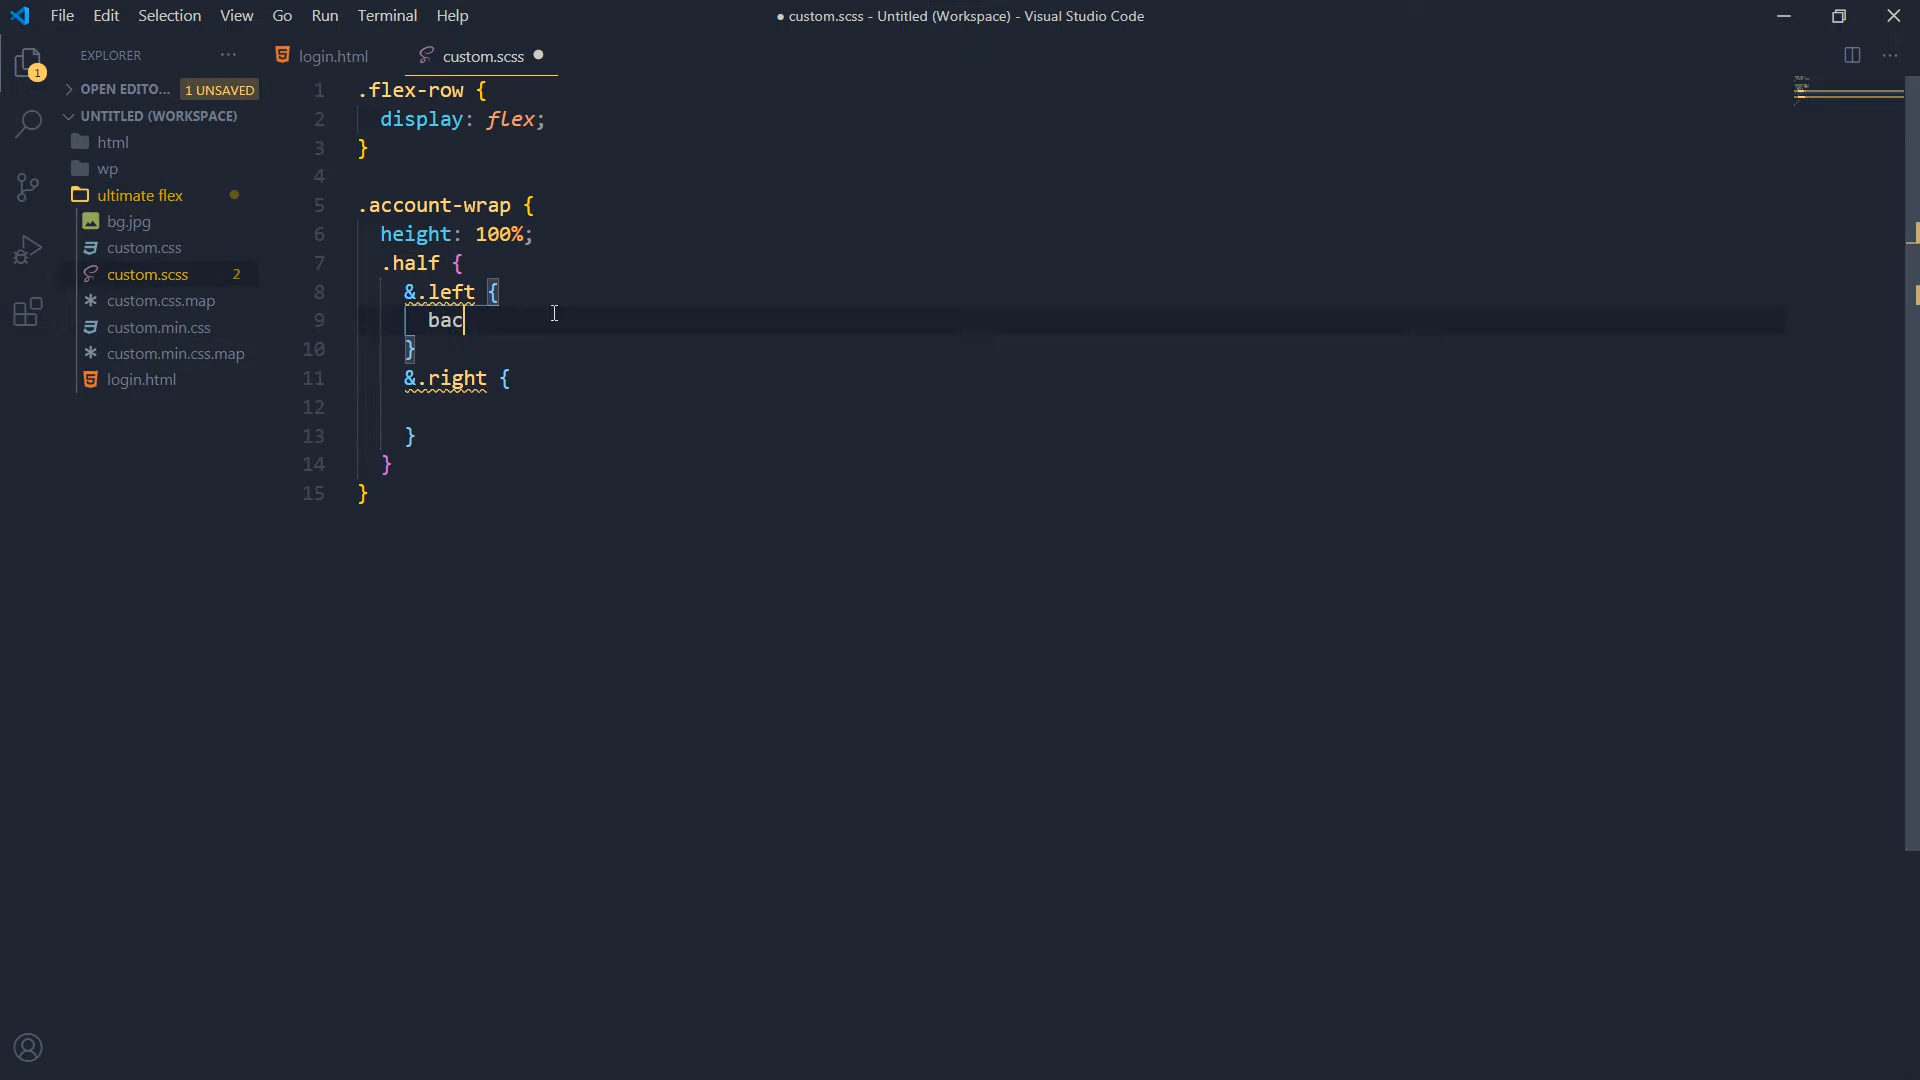 File Edit Selection View Go Run Terminal Help
● custom.scss - Untitled (Workspace) - Visual Studio Code
1
EXPLORER
OPEN EDITO... 1 UNSAVED
UNTITLED (WORKSPACE)
html
wp
ultimate flex
bg.jpg
custom.css
custom.scss 2
custom.css.map
custom.min.css
custom.min.css.map
login.html
login.html
custom.scss
1 .flex-row {
2 display: flex;
3 }
4
5 .account-wrap {
6 height: 100%;
7 .half {
8 &.left {
9 bac
10 }
11 &.right {
12
13 }
14 }
15 }